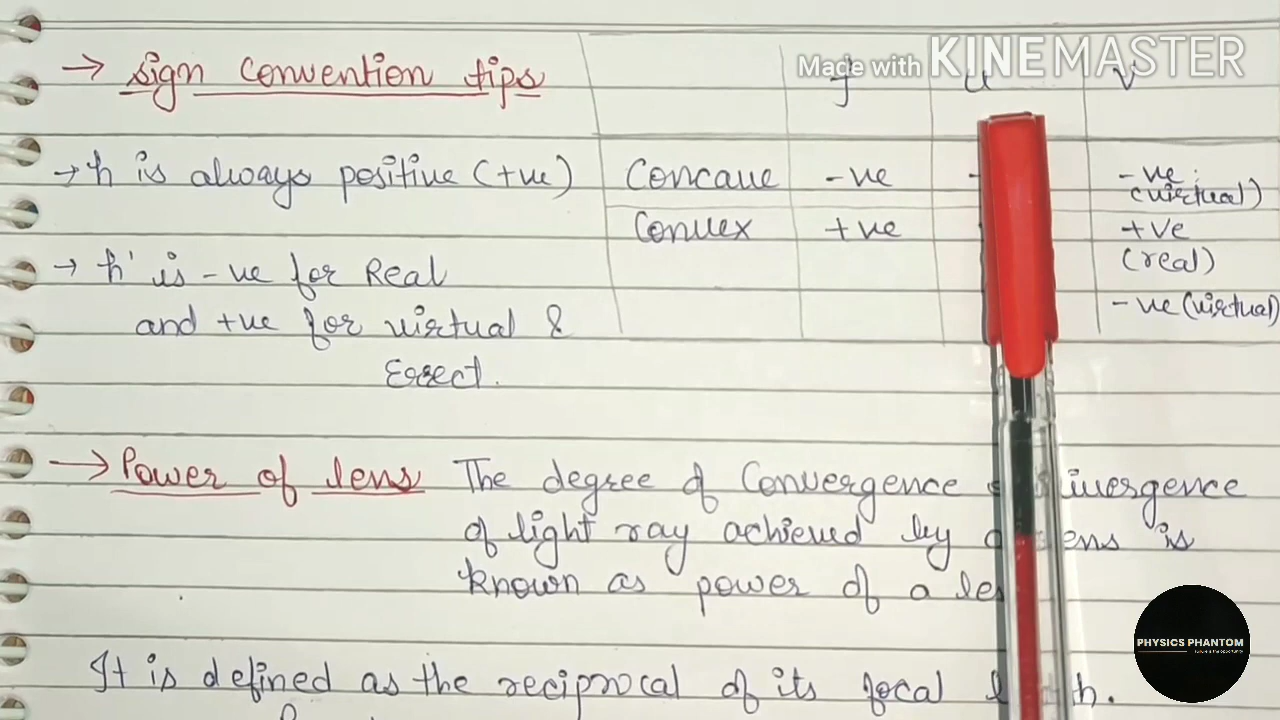 Made with KINEMASTER
→ Sign Convention tips
f u v
→ h is always positive (+ve)
Concave -ve - -ve
(virtual)
Convex +ve +ve
(real)
-ve (virtual)
→ h' is -ve for Real
and +ve for virtual &
Erect.
→ Power of lens The degree of Convergence
of light ray achieved by is
known as power of a
It is defined as the reciprocal of its focal
PHYSICS PHANTOM